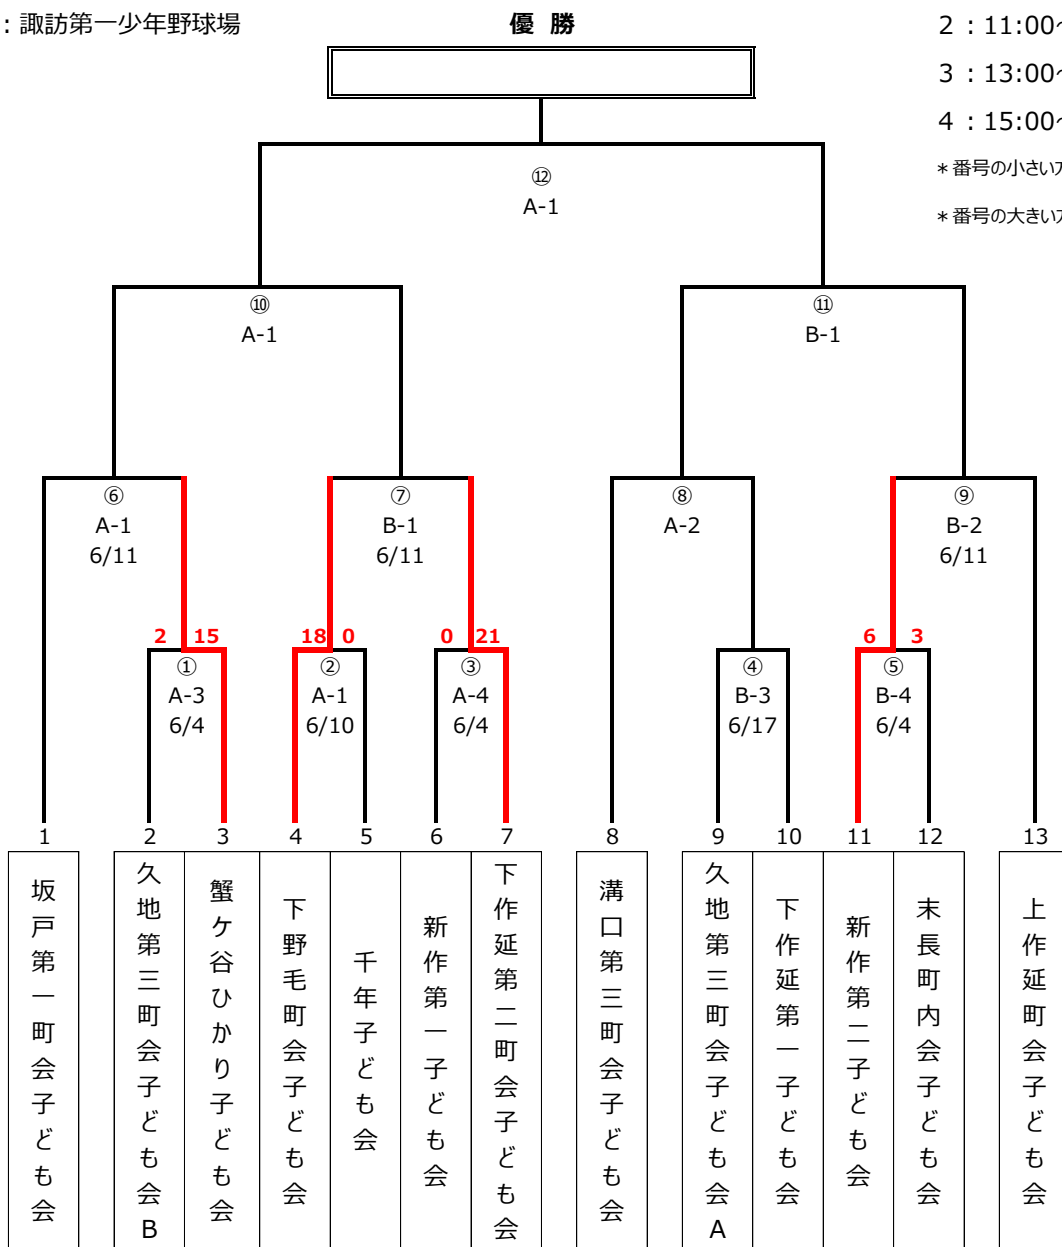 ：諏訪第一少年野球場
優 勝
2 ：11:00~
3 ：13:00~
4 ：15:00~
＊番号の小さい
＊番号の大きい
⑫
A-1
⑩
A-1
⑪
B-1
⑥
A-1
6/11
⑦
B-1
6/11
⑧
A-2
⑨
B-2
6/11
2 15
18 0
0 21
6 3
①
A-3
6/4
②
A-1
6/10
③
A-4
6/4
④
B-3
6/17
⑤
B-4
6/4
1 2 3 4 5 6 7 8 9 10 11 12 13
坂戸第一町会子ども会
久地第三町会子ども会B
蟹ケ谷ひかり子ども会
下野毛町会子ども会
千年子ども会
新作第一子ども会
下作延第二町会子ども会
溝口第三町会子ども会
久地第三町会子ども会A
下作延第一子ども会
新作第二子ども会
末長町内会子ども会
上作延町会子ども会